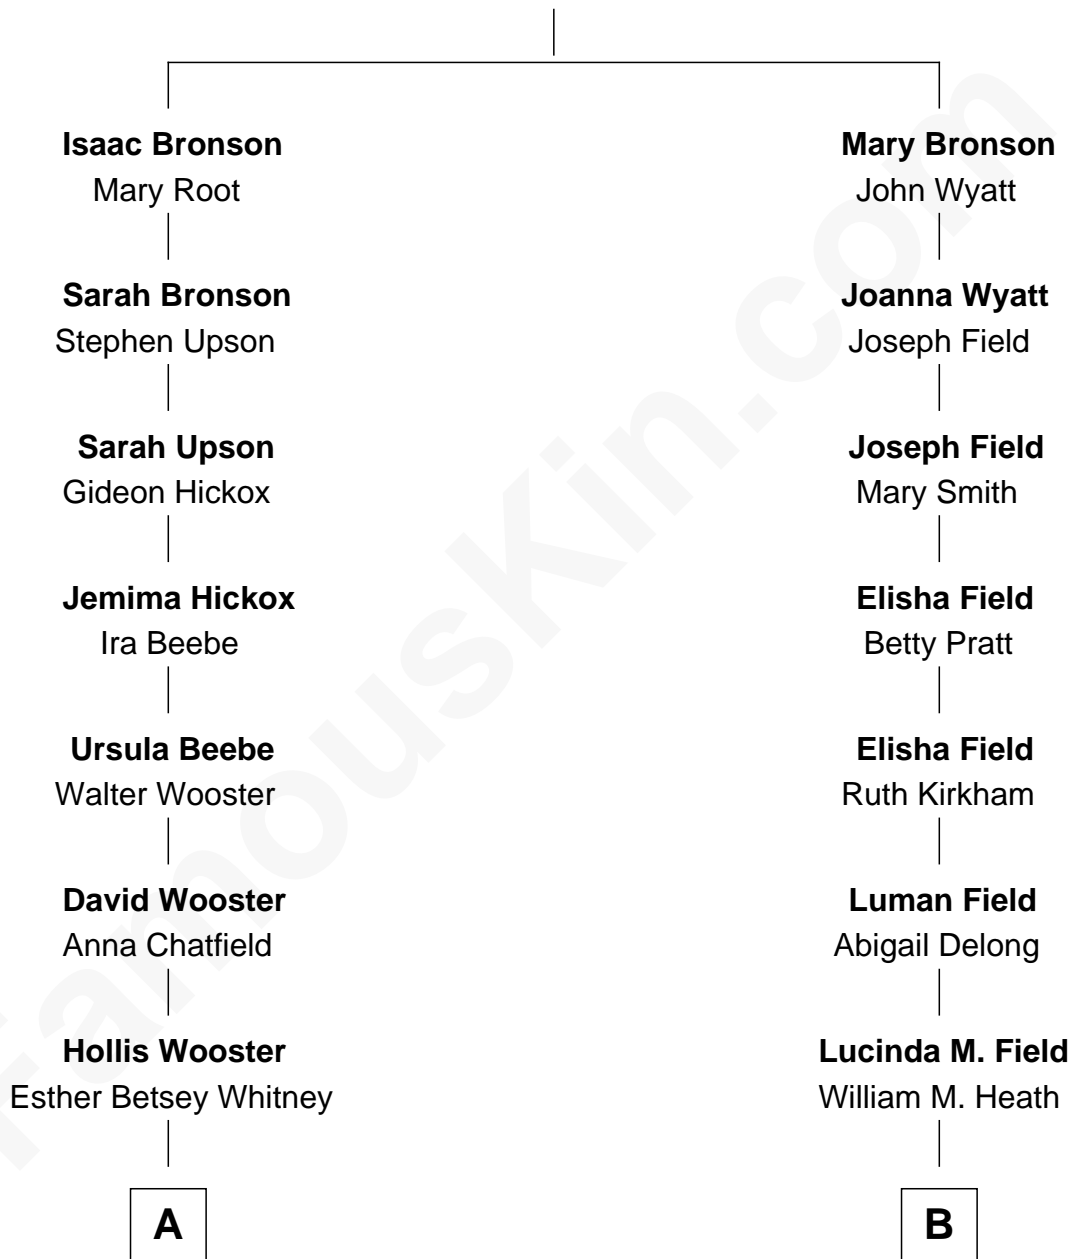 Isaac Bronson
Mary Root
Mary Bronson
John Wyatt
Sarah Bronson
Stephen Upson
Joanna Wyatt
Joseph Field
Sarah Upson
Gideon Hickox
Joseph Field
Mary Smith
Jemima Hickox
Ira Beebe
Elisha Field
Betty Pratt
Ursula Beebe
Walter Wooster
Elisha Field
Ruth Kirkham
David Wooster
Anna Chatfield
Luman Field
Abigail Delong
Hollis Wooster
Esther Betsey Whitney
Lucinda M. Field
William M. Heath
A
B
FamousKin.com